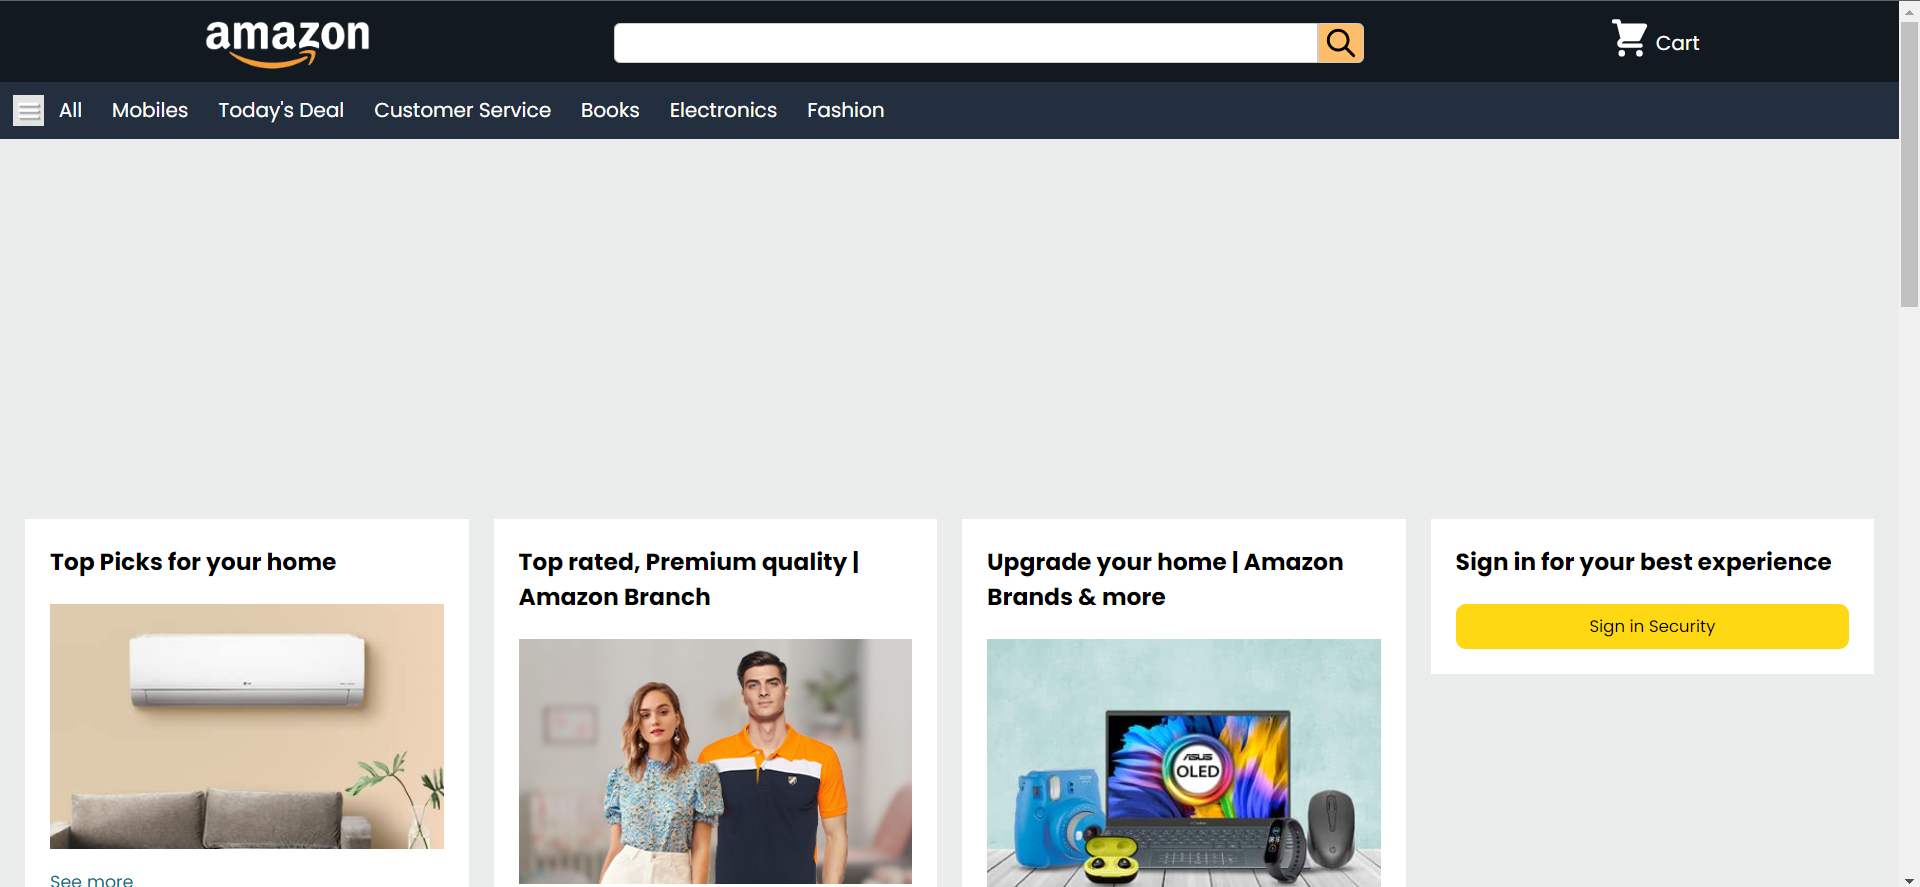 amazon
Cart
All Mobiles Today's Deal Customer Service Books Electronics Fashion
Top Picks for your home
Top rated, Premium quality |
Amazon Branch
Upgrade your home | Amazon
Brands & more
Sign in for your best experience
Sign in Security
ASUS
OLED
See more